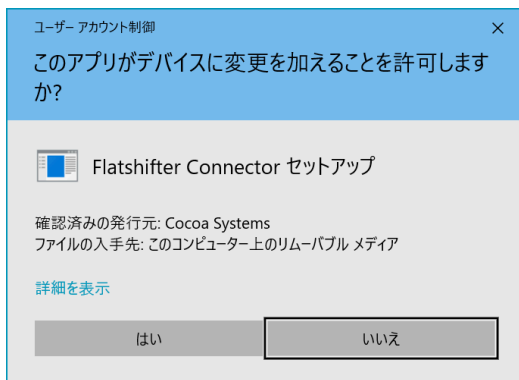 ユーザー アカウント制御
このアプリがデバイスに変更を加えることを許可します
か?
Flatshifter Connector セットアップ
確認済みの発行元: Cocoa Systems
ファイルの入手先: このコンピューター上のリムーバブル メディア
詳細を表示
はい
いいえ